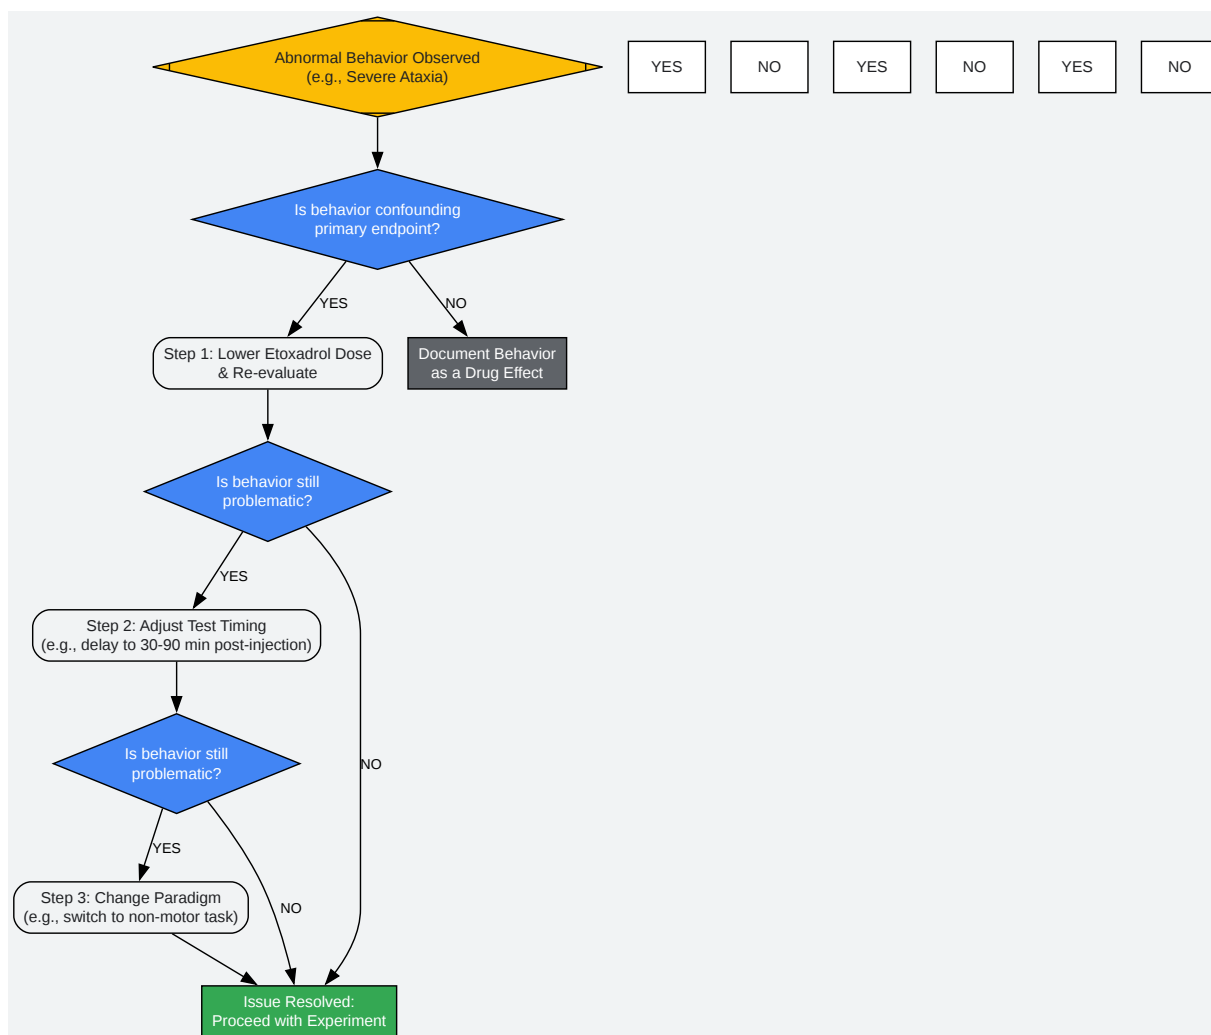 Abnormal Behavior Observed
(e.g., Severe Ataxia)
YES
NO
YES
NO
YES
NO
Is behavior confounding
primary endpoint?
YES
NO
Step 1: Lower Etoxadrol Dose
& Re-evaluate
Document Behavior
as a Drug Effect
Is behavior still
problematic?
YES
Step 2: Adjust Test Timing
(e.g., delay to 30-90 min post-injection)
Is behavior still
problematic?
NO
YES
Step 3: Change Paradigm
(e.g., switch to non-motor task)
NO
Issue Resolved:
Proceed with Experiment